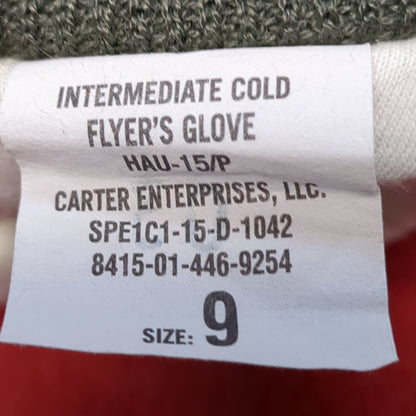 INTERMEDIATE COLD
FLYER'S GLOVE
HAU-15/P
CARTER ENTERPRISES, LLC.
SPE1C1-15-D-1042
8415-01-446-9254
SIZE: 9